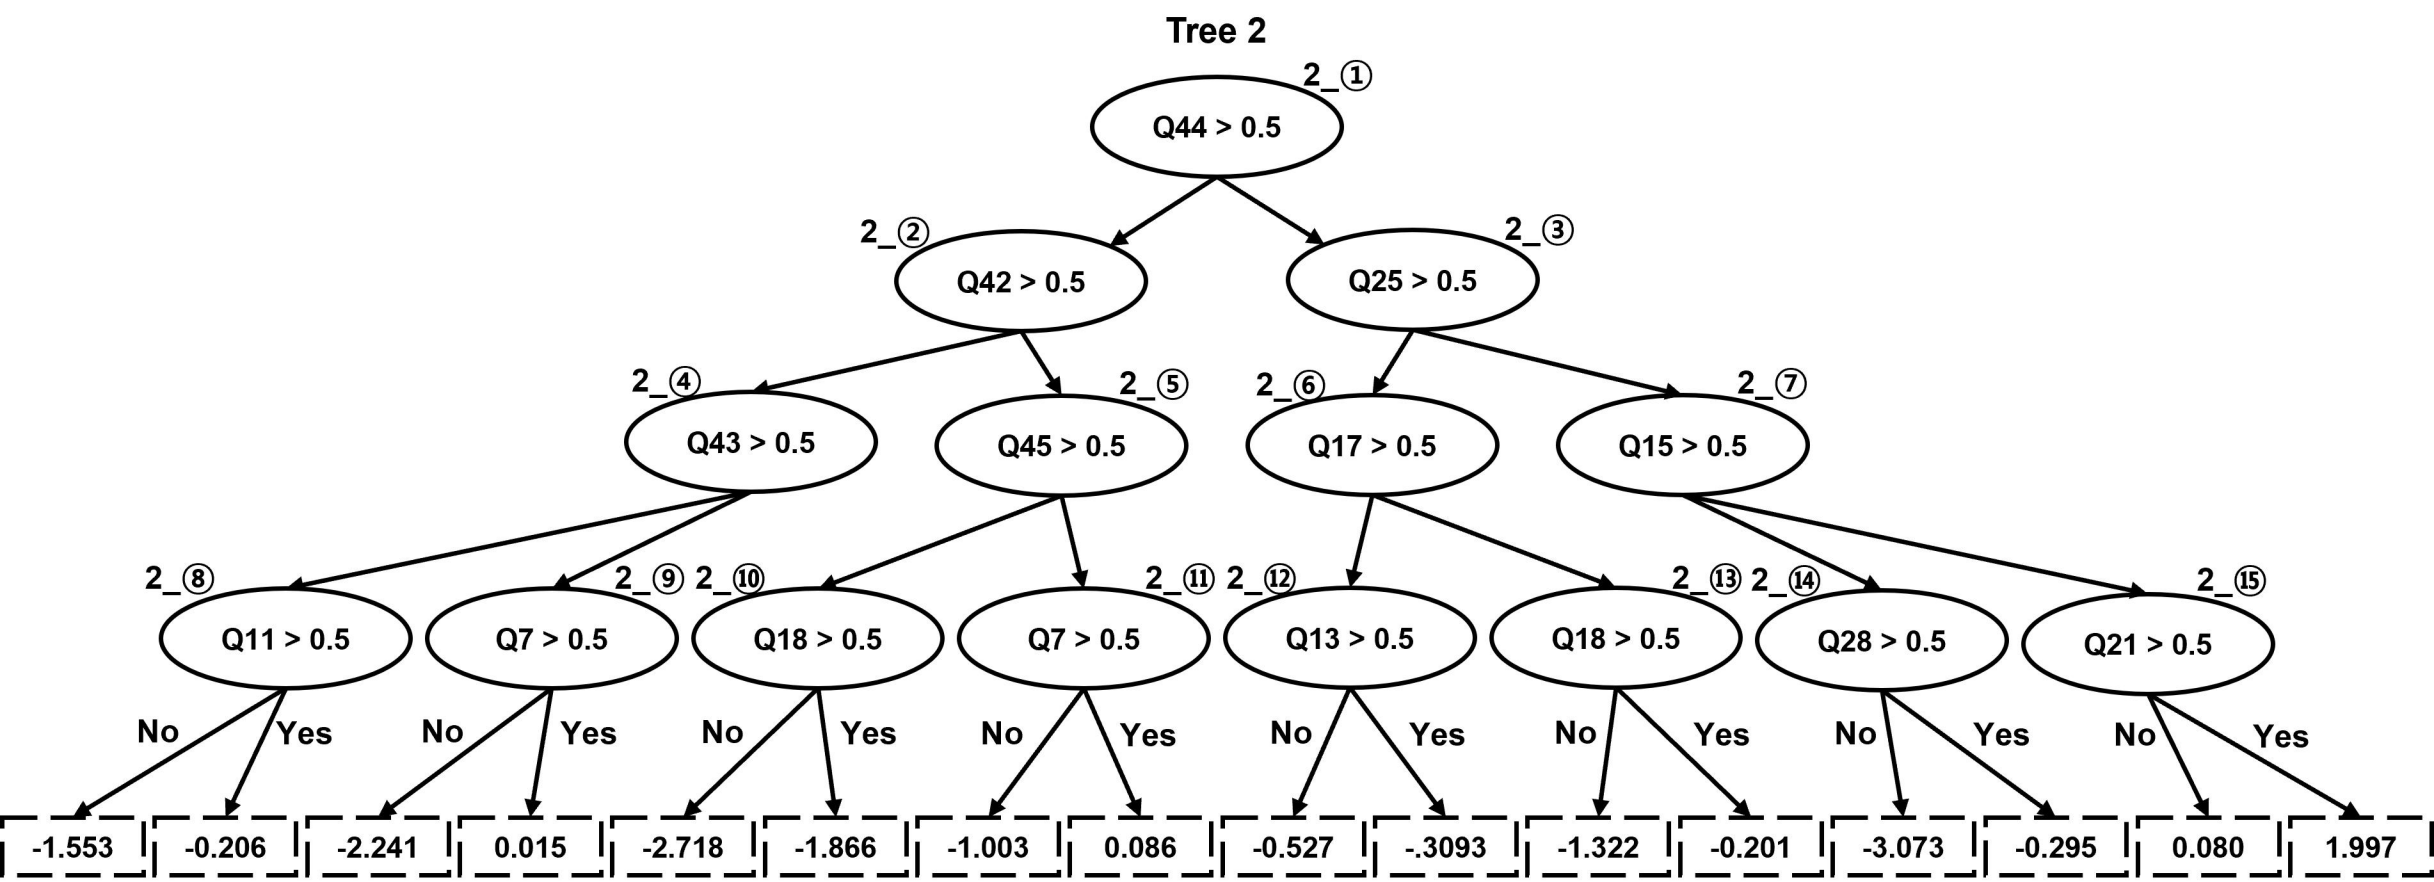 Tree 2
2_①
Q44 > 0.5
2_②
2_③
Q42 > 0.5
Q25 > 0.5
2_④
2_⑤
2_⑥
2_⑦
Q43 > 0.5
Q45 > 0.5
Q17 > 0.5
Q15 > 0.5
2_⑧
2_⑨
2_⑩
2_⑪
2_⑫
2_⑬
2_⑭
2_⑮
Q11 > 0.5
Q7 > 0.5
Q18 > 0.5
Q7 > 0.5
Q13 > 0.5
Q18 > 0.5
Q28 > 0.5
Q21 > 0.5
No
Yes
No
Yes
No
Yes
No
Yes
No
Yes
No
Yes
No
Yes
No
Yes
-1.553
-0.206
-2.241
0.015
-2.718
-1.866
-1.003
0.086
-0.527
-.3093
-1.322
-0.201
-3.073
-0.295
0.080
1.997